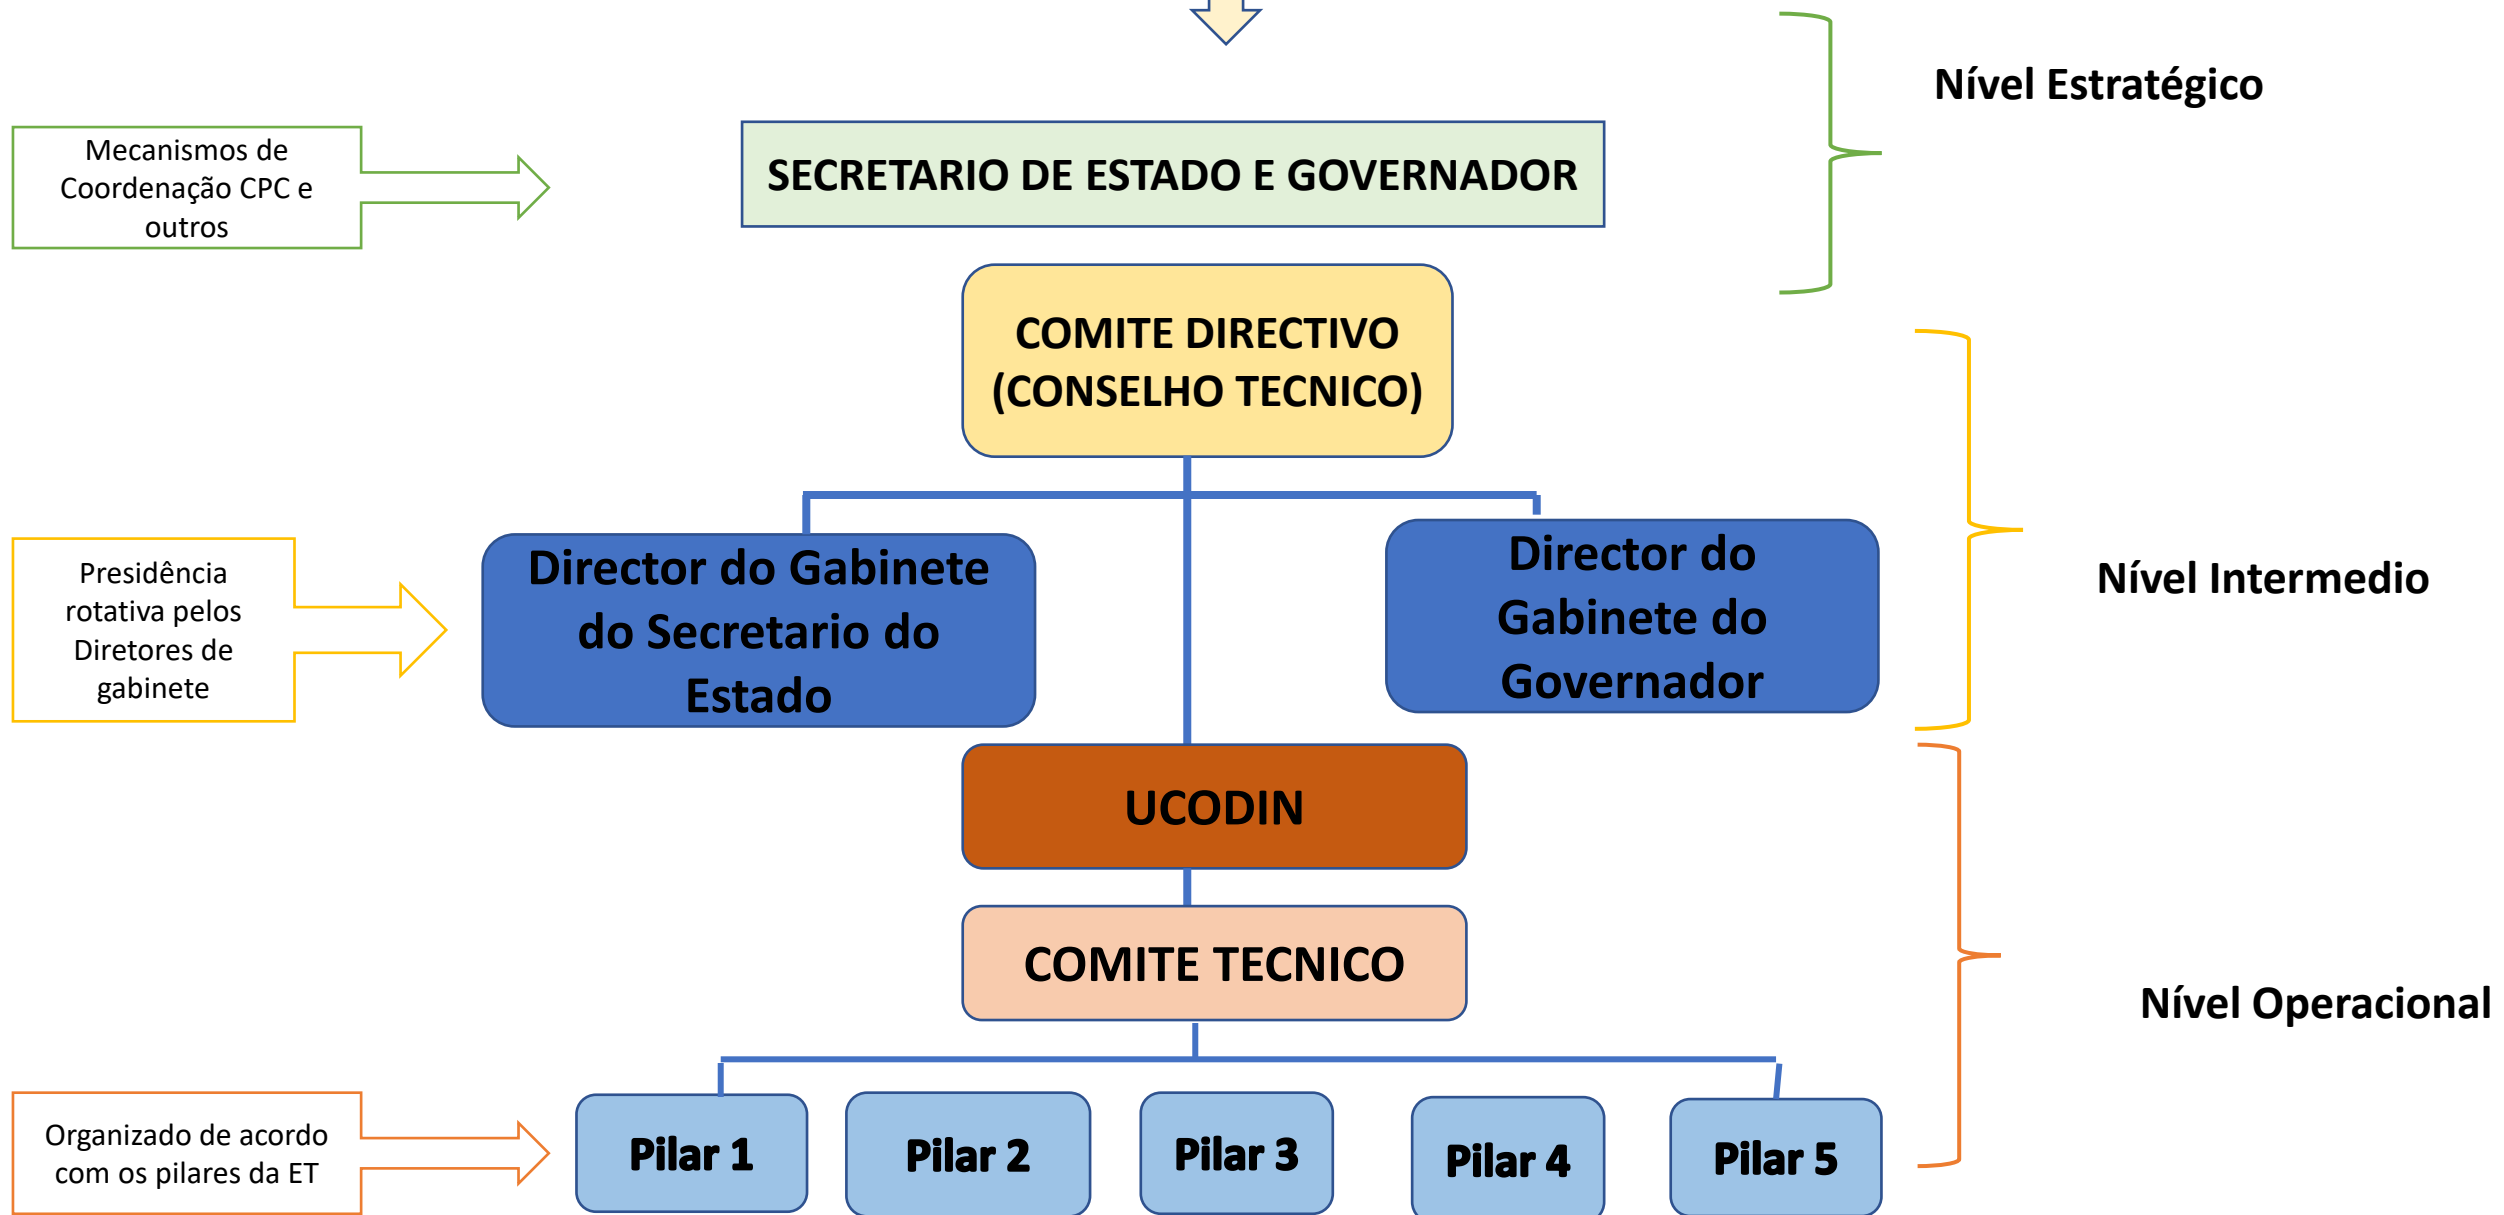 Nível Estratégico
Mecanismos de
Coordenação CPC e
outros
SECRETARIO DE ESTADO E GOVERNADOR
COMITE DIRECTIVO
(CONSELHO TECNICO)
Presidência
rotativa pelos
Diretores de
gabinete
Director do Gabinete
do Secretario do
Estado
Director do
Gabinete do
Governador
Nível Intermedio
UCODIN
COMITE TECNICO
Nível Operacional
Organizado de acordo
com os pilares da ET
Pilar 1
Pilar 2
Pilar 3
Pilar 4
Pilar 5